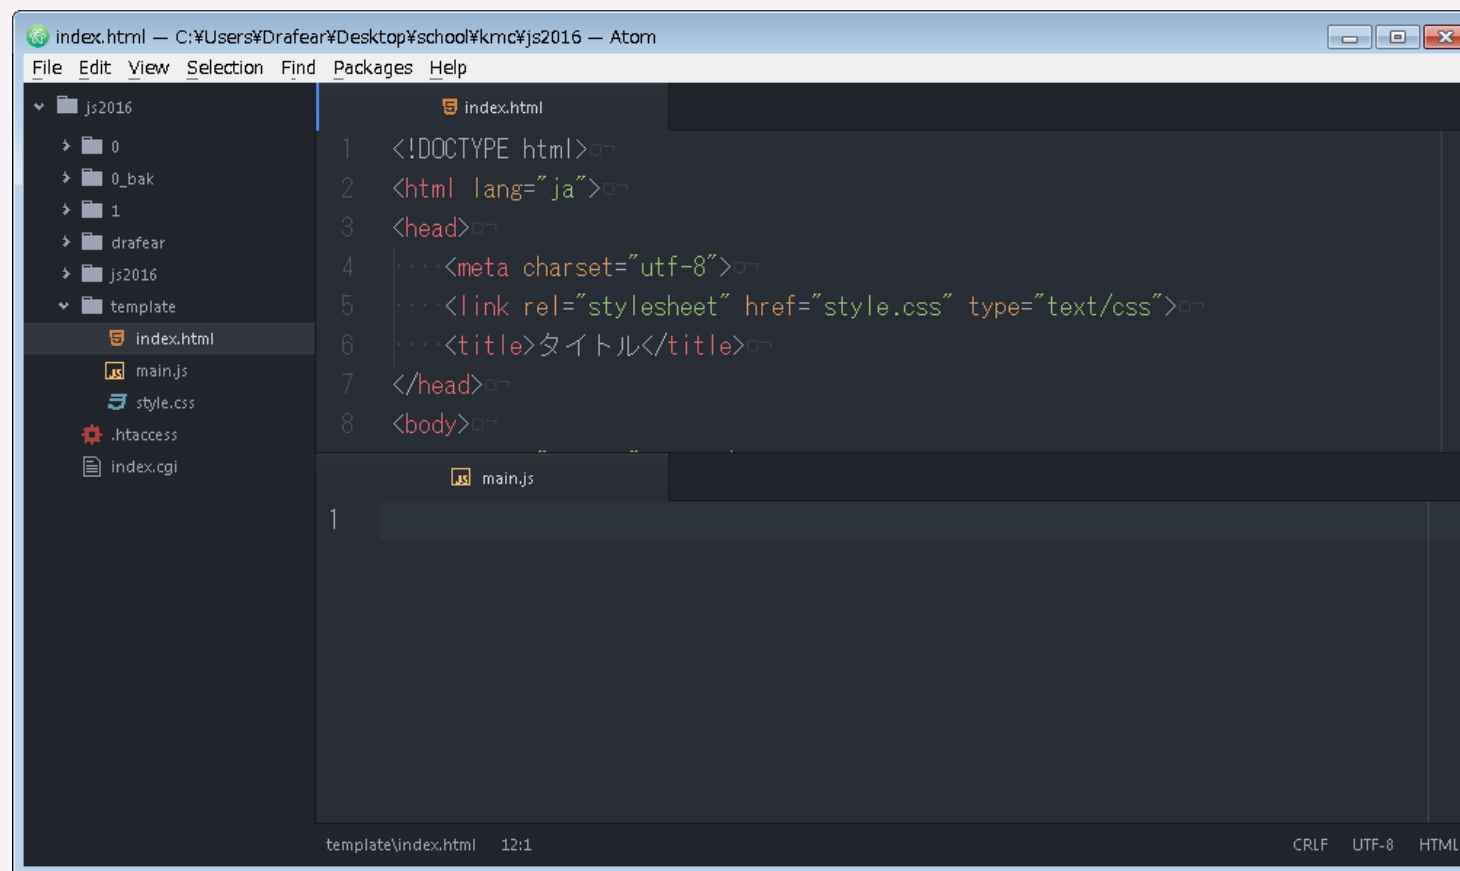 index.html — C:¥Users¥Drafear¥Desktop¥school¥kmc¥js2016 — Atom
File Edit View Selection Find Packages Help
js2016
0
0_bak
1
drafear
js2016
template
index.html
main.js
style.css
.htaccess
index.cgi
index.html
1 <!DOCTYPE html>
2 <html lang="ja">
3 <head>
4 <meta charset="utf-8">
5 <link rel="stylesheet" href="style.css" type="text/css">
6 <title>タイトル</title>
7 </head>
8 <body>
main.js
1
template\index.html 12:1 CRLF UTF-8 HTML